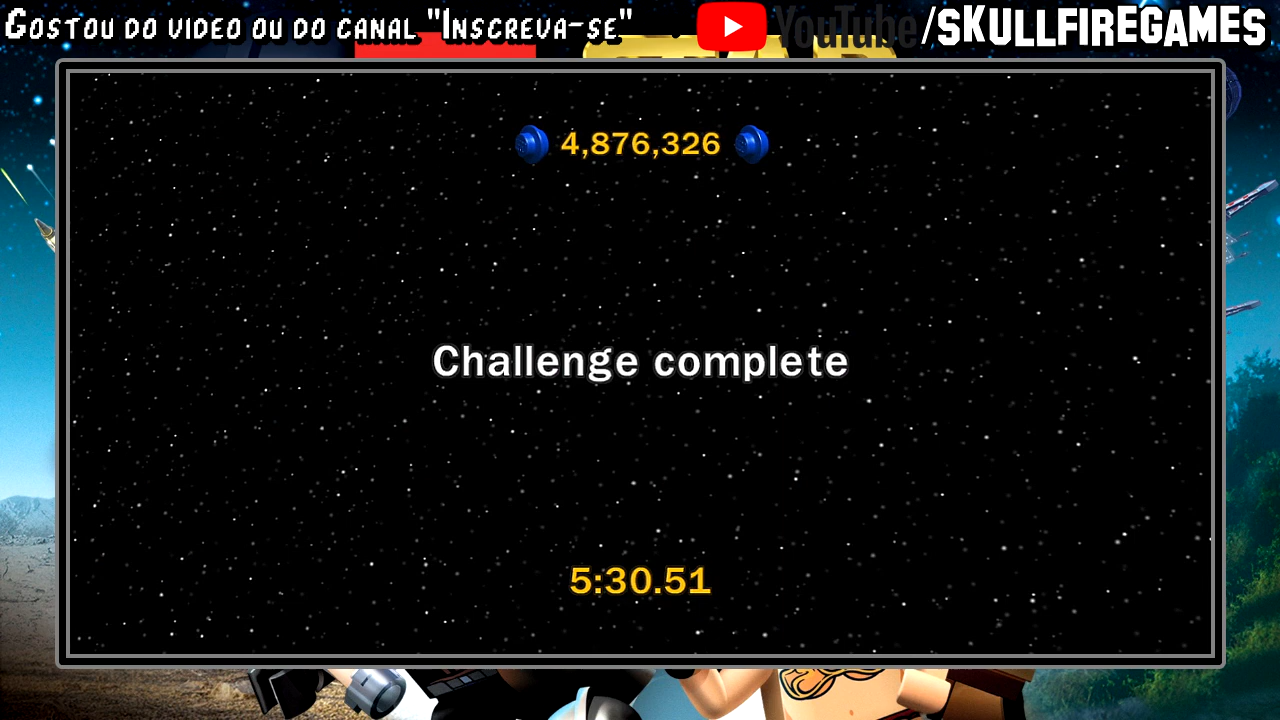 Gostou do video ou do canal "Inscreva-se" YouTube /SKULLFIREGAMES
4,876,326
Challenge complete
5:30.51